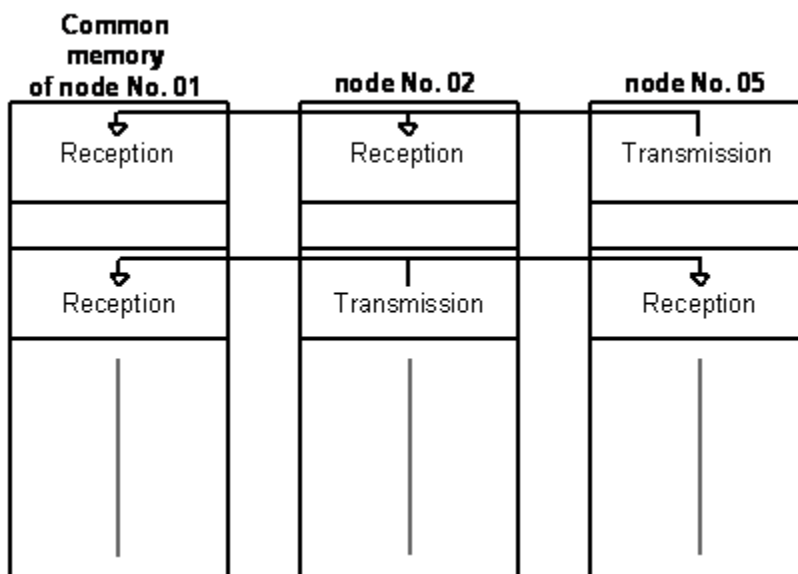 Common
memory
of node No. 01
node No. 02
node No. 05
Reception
Reception
Transmission
Reception
Transmission
Reception